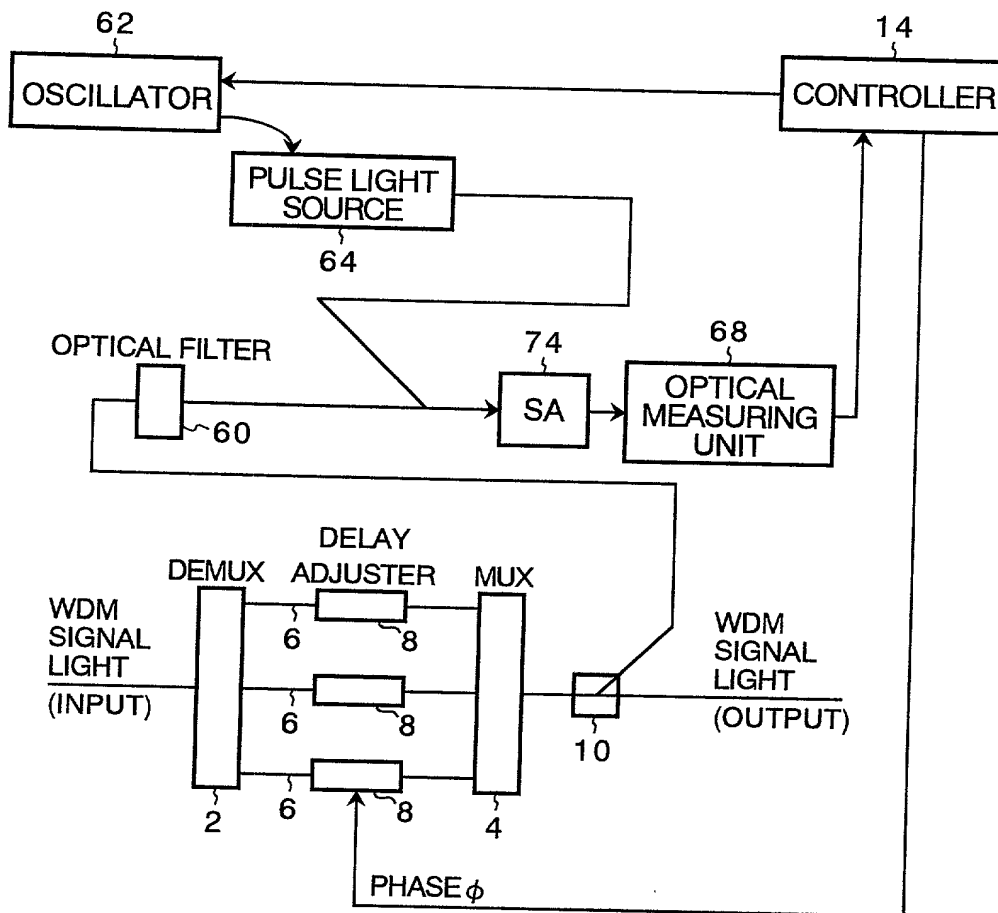 62
14
OSCILLATOR
CONTROLLER
PULSE LIGHT
SOURCE
64
OPTICAL FILTER
60
74
SA
68
OPTICAL
MEASURING
UNIT
DELAY
ADJUSTER
DEMUX
MUX
WDM
SIGNAL
LIGHT
(INPUT)
6
8
6
8
6
8
2
4
10
WDM
SIGNAL
LIGHT
(OUTPUT)
PHASE ϕ